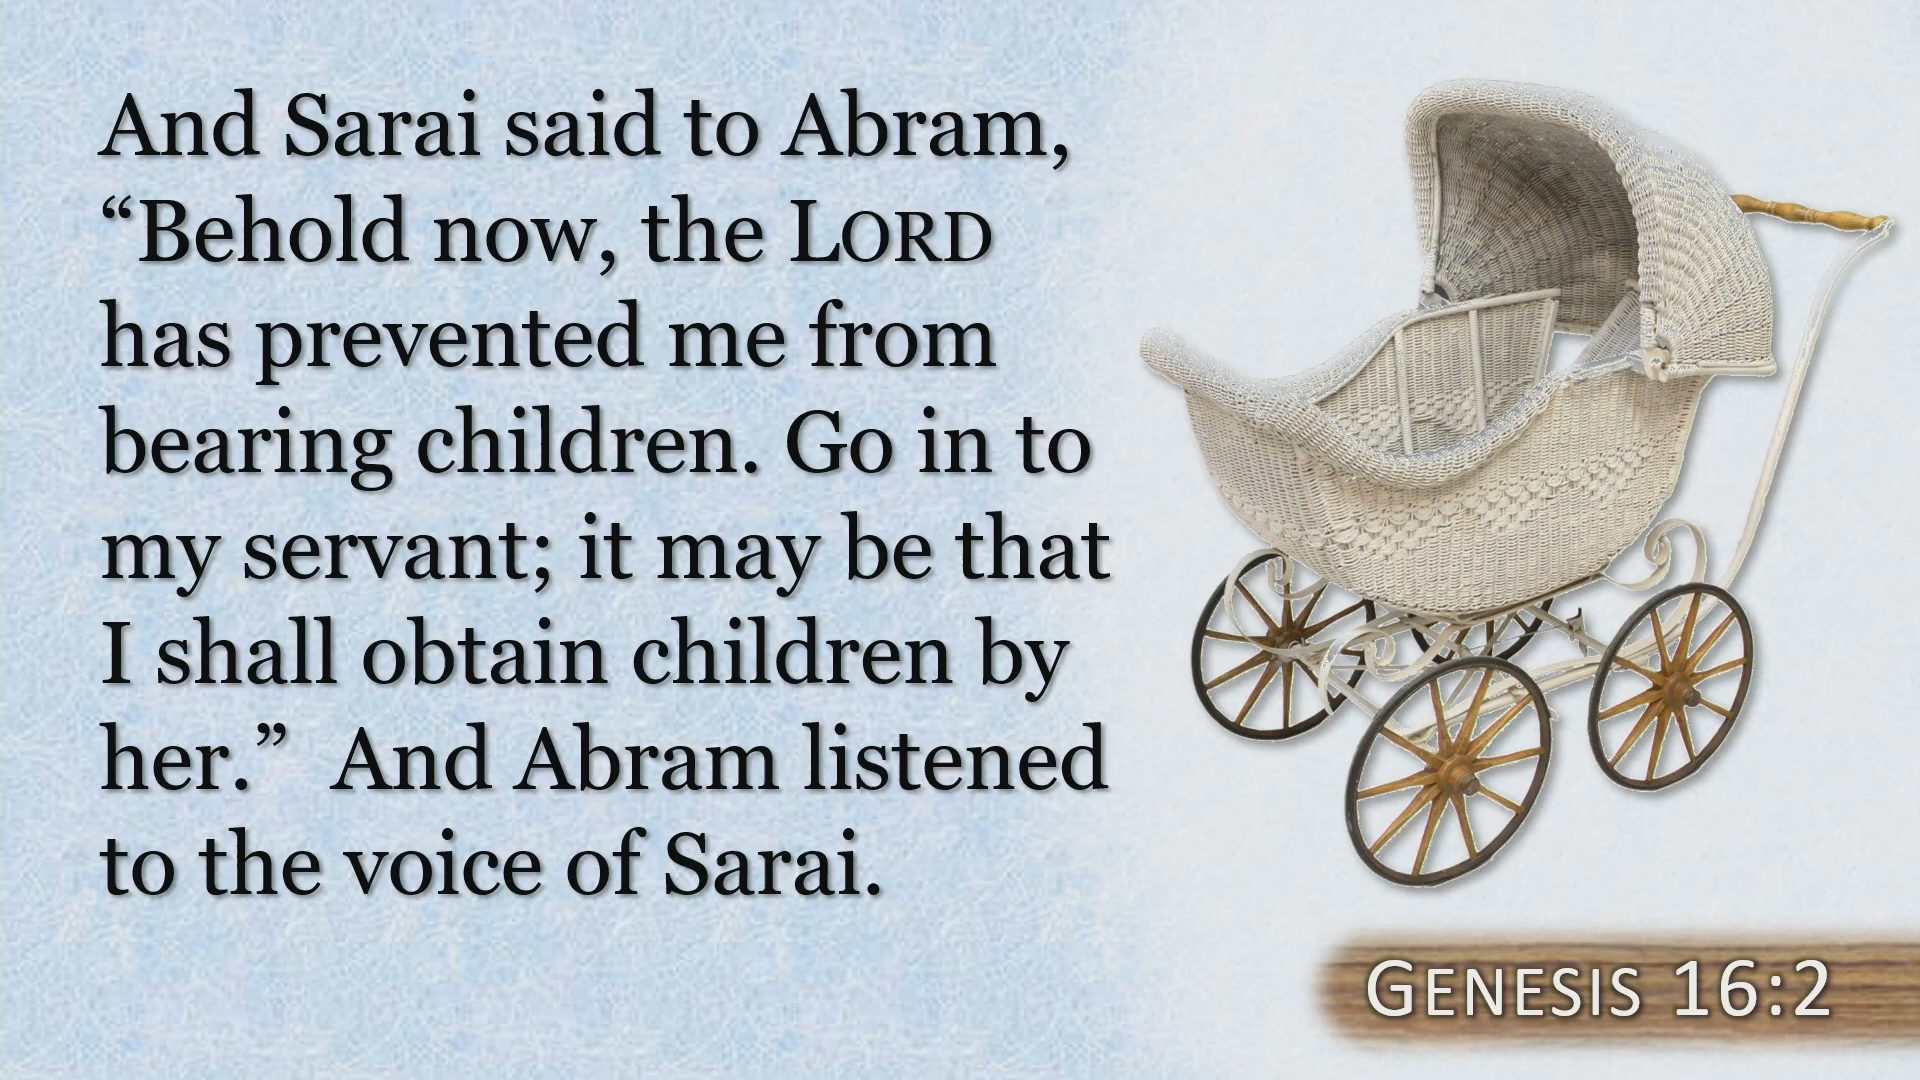 And Sarai said to Abram,
“Behold now, the LORD
has prevented me from
bearing children. Go in to
my servant; it may be that
I shall obtain children by
her.”  And Abram listened
to the voice of Sarai.
GENESIS 16:2